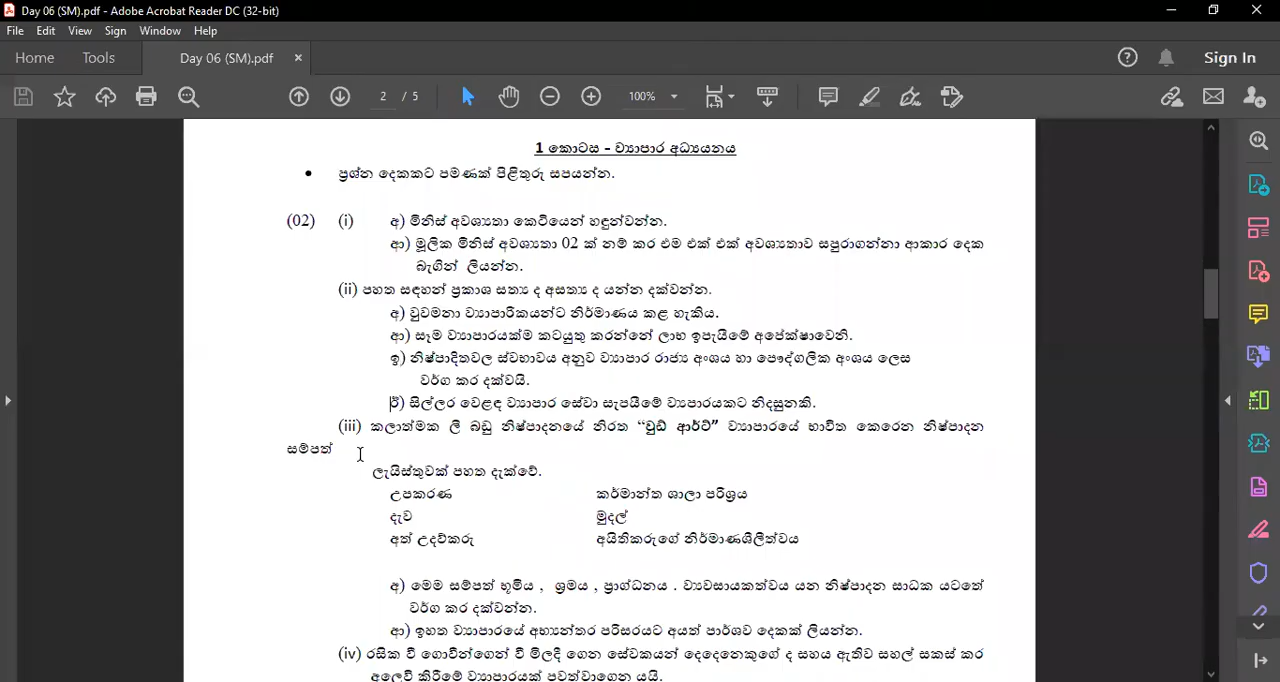 Day 06 (SM).pdf - Adobe Acrobat Reader DC (32-bit)
File Edit View Sign Window Help
Home Tools Day 06 (SM).pdf × Sign In
2 / 5 100%
1 කොටස - ව්‍යාපාර අධ්‍යයනය
• ප්‍රශ්න දෙකකට පමණක් පිළිතුරු සපයන්න.
(02) (i) අ) මිනිස් අවශ්‍යතා කෙටියෙන් හඳුන්වන්න.
ආ) මූලික මිනිස් අවශ්‍යතා 02 ක් නම් කර එම එක් එක් අවශ්‍යතාව සපුරාගන්නා ආකාර දෙක
බැගින් ලියන්න.
(ii) පහත සඳහන් ප්‍රකාශ සත්‍ය ද අසත්‍ය ද යන්න දක්වන්න.
අ) වුවමනා ව්‍යාපාරිකයන්ට නිර්මාණය කළ හැකිය.
ආ) සෑම ව්‍යාපාරයක්ම කටයුතු කරන්නේ ලාභ ඉපැයීමේ අපේක්ෂාවෙනි.
ඉ) නිෂ්පාදිතවල ස්වභාවය අනුව ව්‍යාපාර රාජ්‍ය අංශය හා පෞද්ගලික අංශය ලෙස
වර්ග කර දක්වයි.
ඊ) සිල්ලර වෙළඳ ව්‍යාපාර සේවා සැපයීමේ ව්‍යපාරයකට නිදසුනකි.
(iii) කලාත්මක ලී බඩු නිෂ්පාදනයේ නිරත “වුඩ් ආර්ට්” ව්‍යාපාරයේ භාවිත කෙරෙන නිෂ්පාදන
සම්පත්
ලැයිස්තුවක් පහත දැක්වේ.
උපකරණ කර්මාන්ත ශාලා පරිශ්‍රය
දැව මුදල්
අත් උදව්කරු අයිතිකරුගේ නිර්මාණශීලීත්වය
අ) මෙම සම්පත් භූමිය , ශ්‍රමය , ප්‍රාග්ධනය . ව්‍යවසායකත්වය යන නිෂ්පාදන සාධක යටතේ
වර්ග කර දක්වන්න.
ආ) ඉහත ව්‍යාපාරයේ අභ්‍යන්තර පරිසරයට අයත් පාර්ශව දෙකක් ලියන්න.
(iv) රසික වී ගොවීන්ගෙන් වී මිලදී ගෙන සේවකයන් දෙදෙනෙකුගේ ද සහය ඇතිව සහල් සකස් කර
අලෙවි කිරීමේ ව්‍යාපාරයක් පවත්වාගෙන යයි.